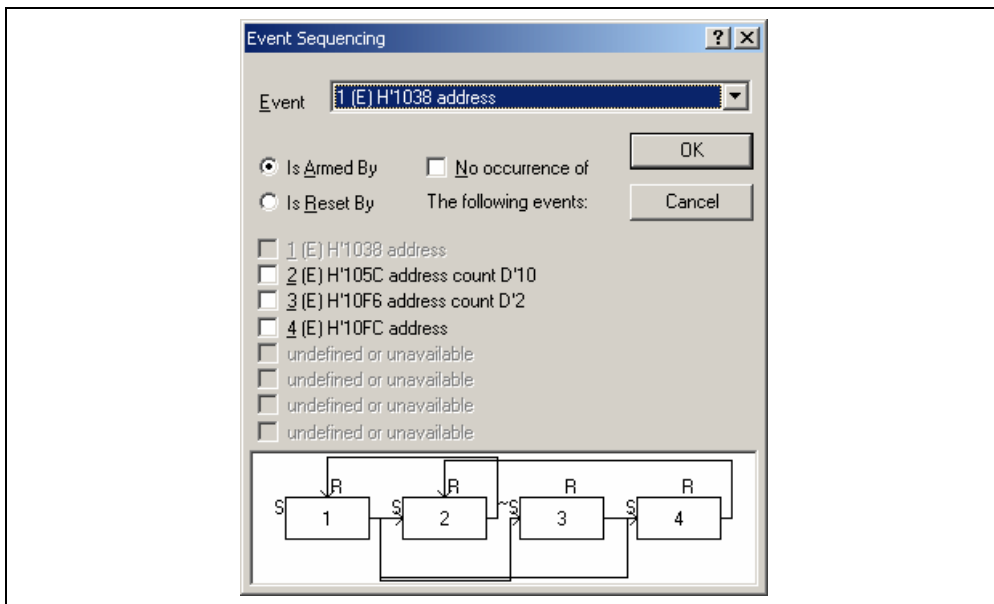 Event Sequencing
Event 1 (E) H'1038 address
OK
Is Armed By No occurrence of
Is Reset By The following events:
Cancel
1 (E) H'1038 address
2 (E) H'105C address count D'10
3 (E) H'10F6 address count D'2
4 (E) H'10FC address
undefined or unavailable
undefined or unavailable
undefined or unavailable
undefined or unavailable
R R R R
S S ~S S
1 2 3 4